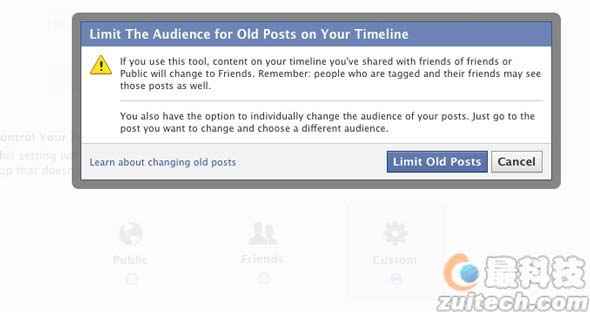 Limit The Audience for Old Posts on Your Timeline
If you use this tool, content on your timeline you've shared with friends of friends or
Public will change to Friends. Remember: people who are tagged and their friends may see
those posts as well.
You also have the option to individually change the audience of your posts. Just go to the
post you want to change and choose a different audience.
Learn about changing old posts
Limit Old Posts
Cancel
ontrol Your D
his setting wo
pp that doesn
Public
Friends
Custom
最科技
zuitech.com